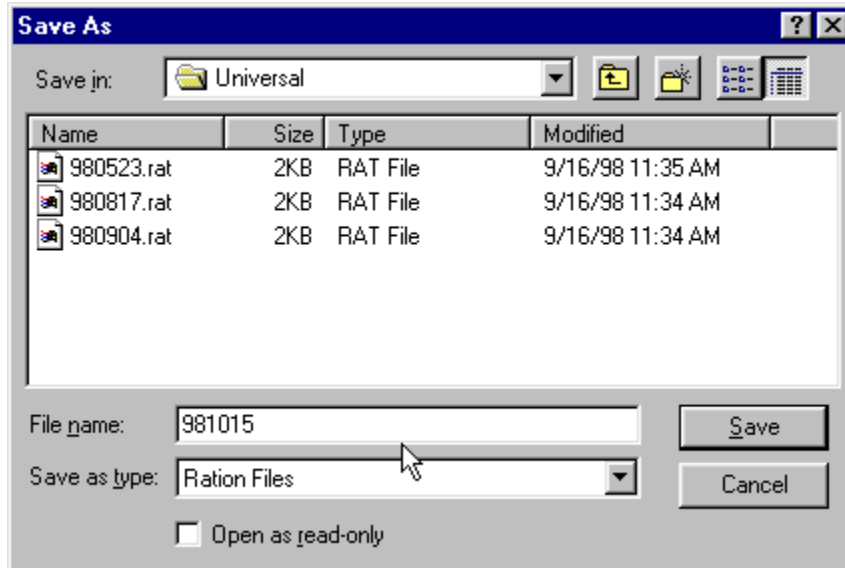 Save As
Save in: Universal
Name Size Type Modified
980523.rat 2KB RAT File 9/16/98 11:35 AM
980817.rat 2KB RAT File 9/16/98 11:34 AM
980904.rat 2KB RAT File 9/16/98 11:34 AM
File name: 981015 Save
Save as type: Ration Files Cancel
Open as read-only